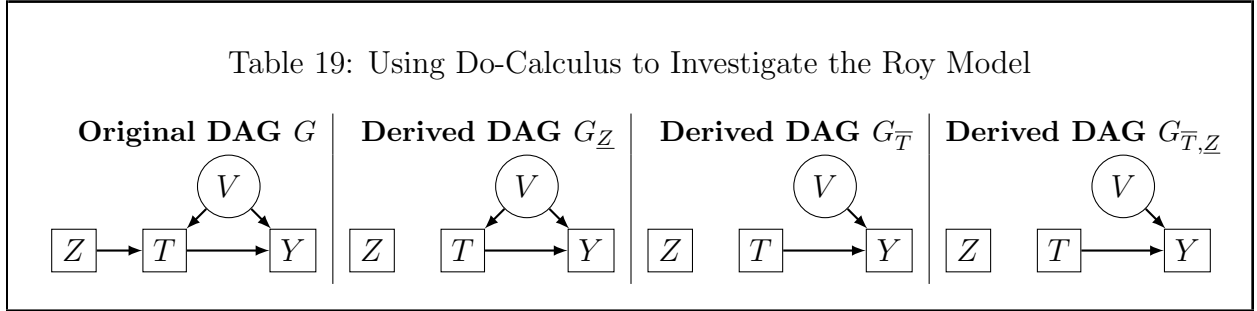 Table 19: Using Do-Calculus to Investigate the Roy Model
Original DAG G
Derived DAG G_Z̲
Derived DAG G_T̅
Derived DAG G_T̅,Z̲
V
V
V
V
Z T Y
Z T Y
Z T Y
Z T Y